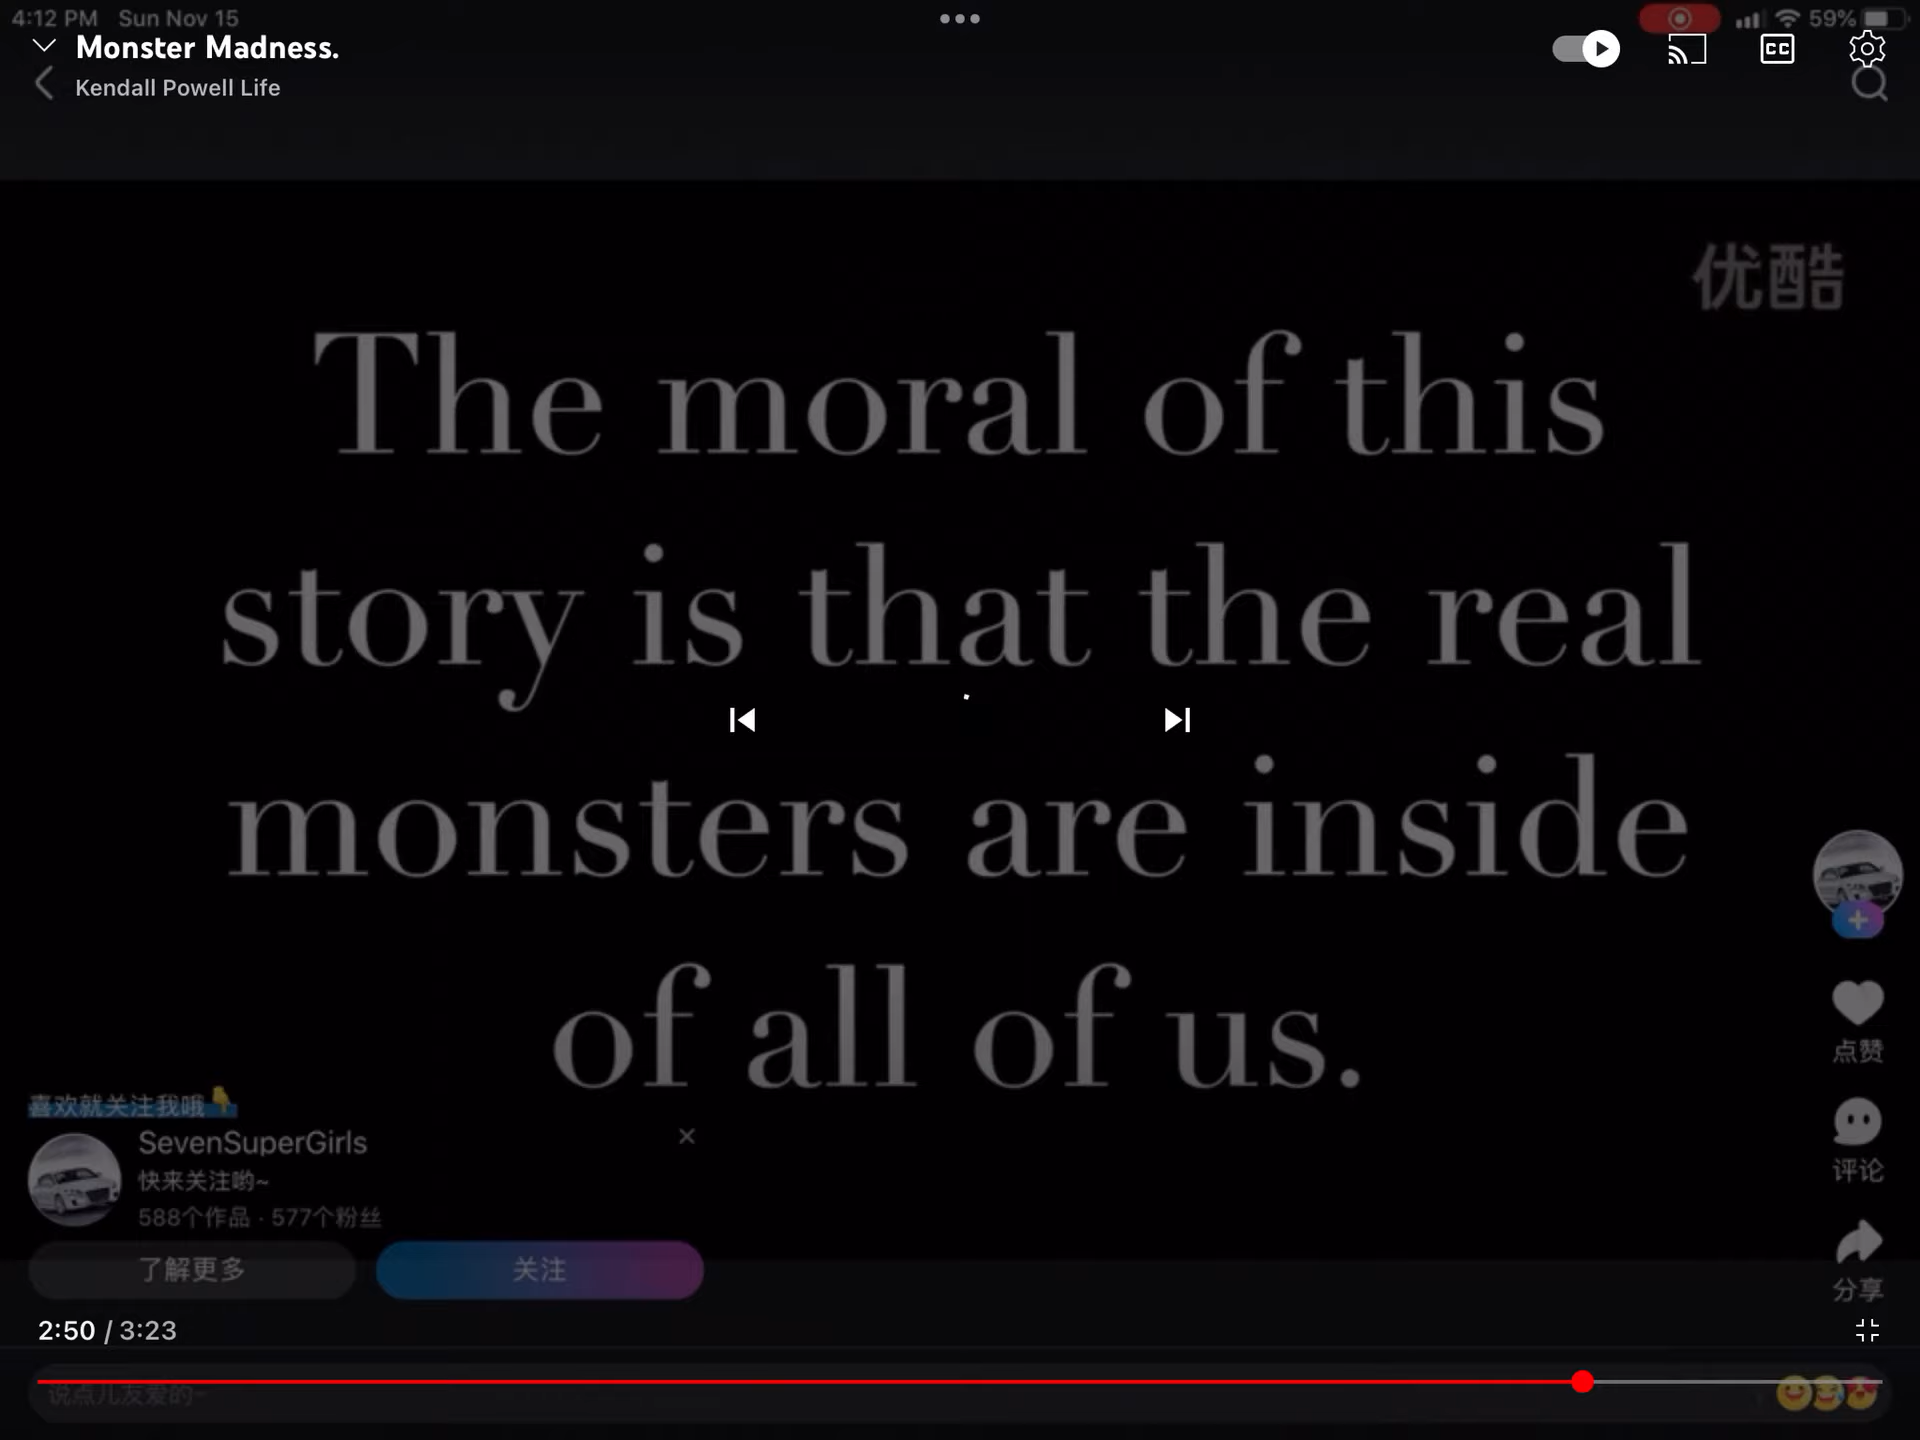 4:12 PM Sun Nov 15
59%
Monster Madness.
CC
Kendall Powell Life
优酷
The moral of this
story is that the real
monsters are inside
of all of us.
点赞
喜欢就关注我哦
SevenSuperGirls
快来关注哟~
评论
588个作品 · 577个粉丝
了解更多
关注
分享
2:50 / 3:23
说点儿友爱的~